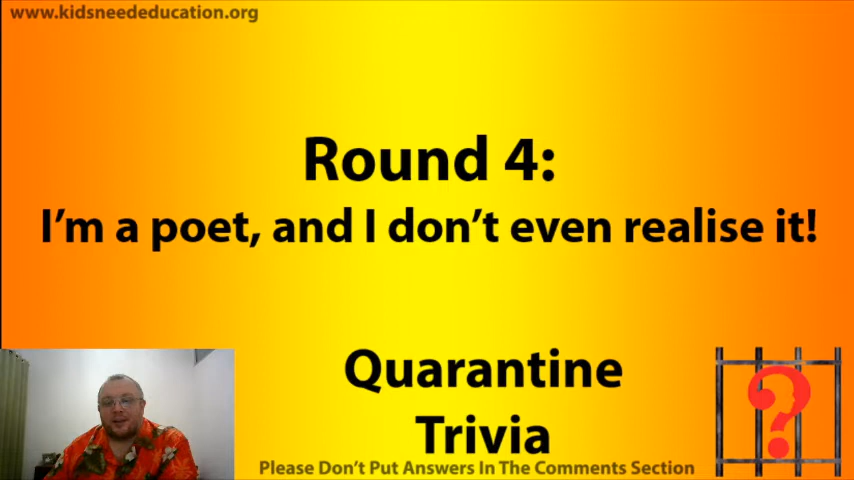 www.kidsneededucation.org
Round 4:
I'm a poet, and I don't even realise it!
Quarantine
Trivia
Please Don't Put Answers In The Comments Section
?